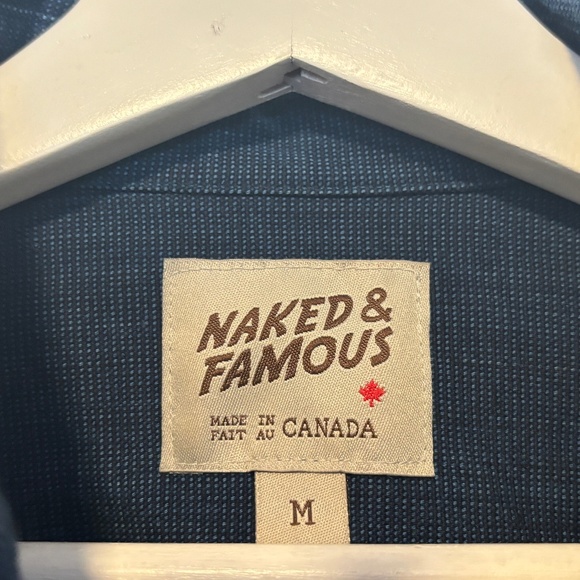 NAKED &
FAMOUS
MADE IN
FAIT AU CANADA
M